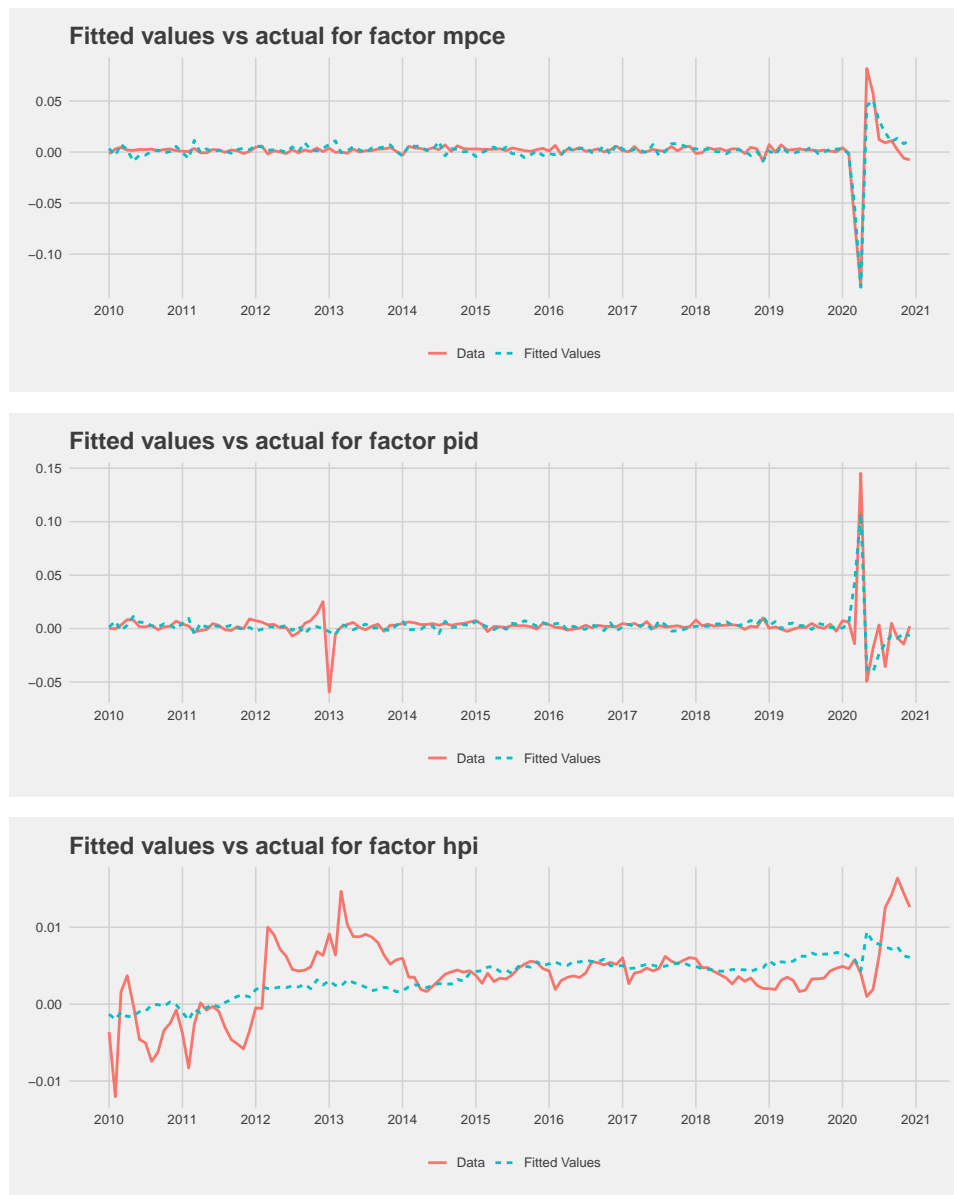 Fitted values vs actual for factor mpce
0.05
0.00
−0.05
−0.10
2010 2011 2012 2013 2014 2015 2016 2017 2018 2019 2020 2021
Data Fitted Values
Fitted values vs actual for factor pid
0.15
0.10
0.05
0.00
−0.05
2010 2011 2012 2013 2014 2015 2016 2017 2018 2019 2020 2021
Data Fitted Values
Fitted values vs actual for factor hpi
0.01
0.00
−0.01
2010 2011 2012 2013 2014 2015 2016 2017 2018 2019 2020 2021
Data Fitted Values